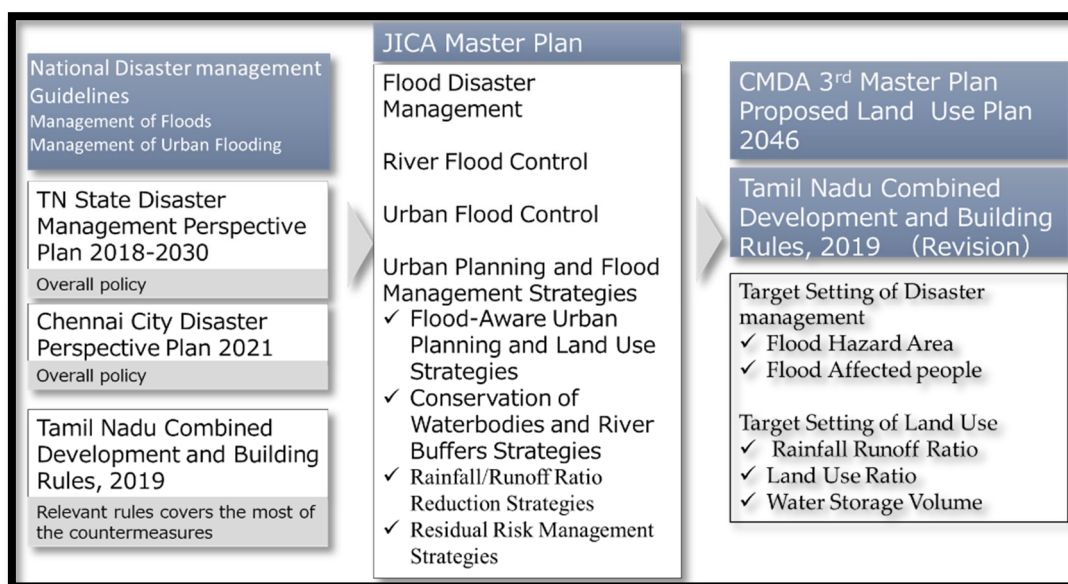 National Disaster management
Guidelines
Management of Floods
Management of Urban Flooding
TN State Disaster
Management Perspective
Plan 2018-2030
Overall policy
Chennai City Disaster
Perspective Plan 2021
Overall policy
Tamil Nadu Combined
Development and Building
Rules, 2019
Relevant rules covers the most of
the countermeasures
JICA Master Plan
Flood Disaster
Management
River Flood Control
Urban Flood Control
Urban Planning and Flood
Management Strategies
✓ Flood-Aware Urban
Planning and Land Use
Strategies
✓ Conservation of
Waterbodies and River
Buffers Strategies
✓ Rainfall/Runoff Ratio
Reduction Strategies
✓ Residual Risk Management
Strategies
CMDA 3rd Master Plan
Proposed Land Use Plan
2046
Tamil Nadu Combined
Development and Building
Rules, 2019 （Revision）
Target Setting of Disaster
management
✓ Flood Hazard Area
✓ Flood Affected people
Target Setting of Land Use
✓ Rainfall Runoff Ratio
✓ Land Use Ratio
✓ Water Storage Volume